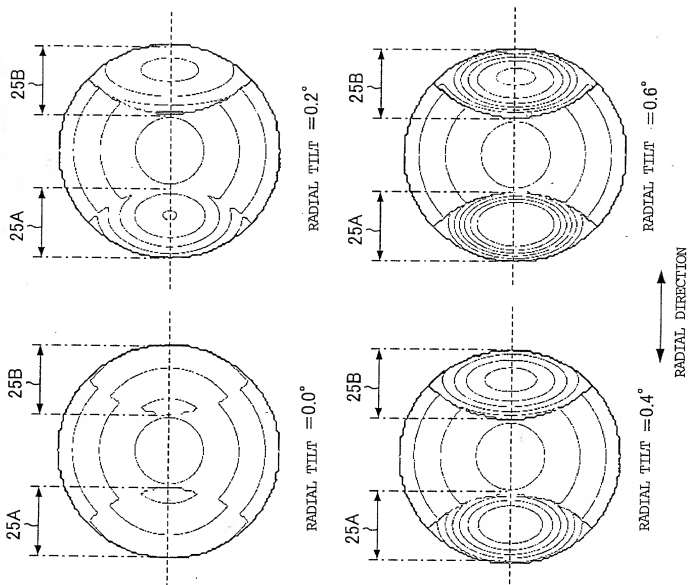 25A
25B
RADIAL TILT =0.0°
25A
25B
RADIAL TILT =0.2°
25A
25B
RADIAL TILT =0.4°
25A
25B
RADIAL TILT =0.6°
RADIAL DIRECTION